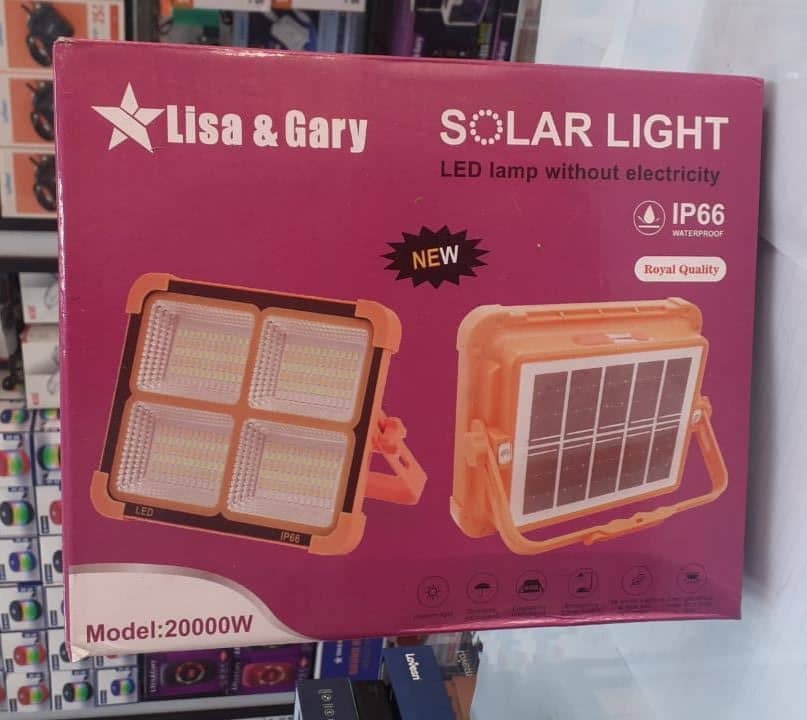 Lisa & Gary
SOLAR LIGHT
LED lamp without electricity
IP66
WATERPROOF
Royal Quality
NEW
LED
IP66
Model:20000W